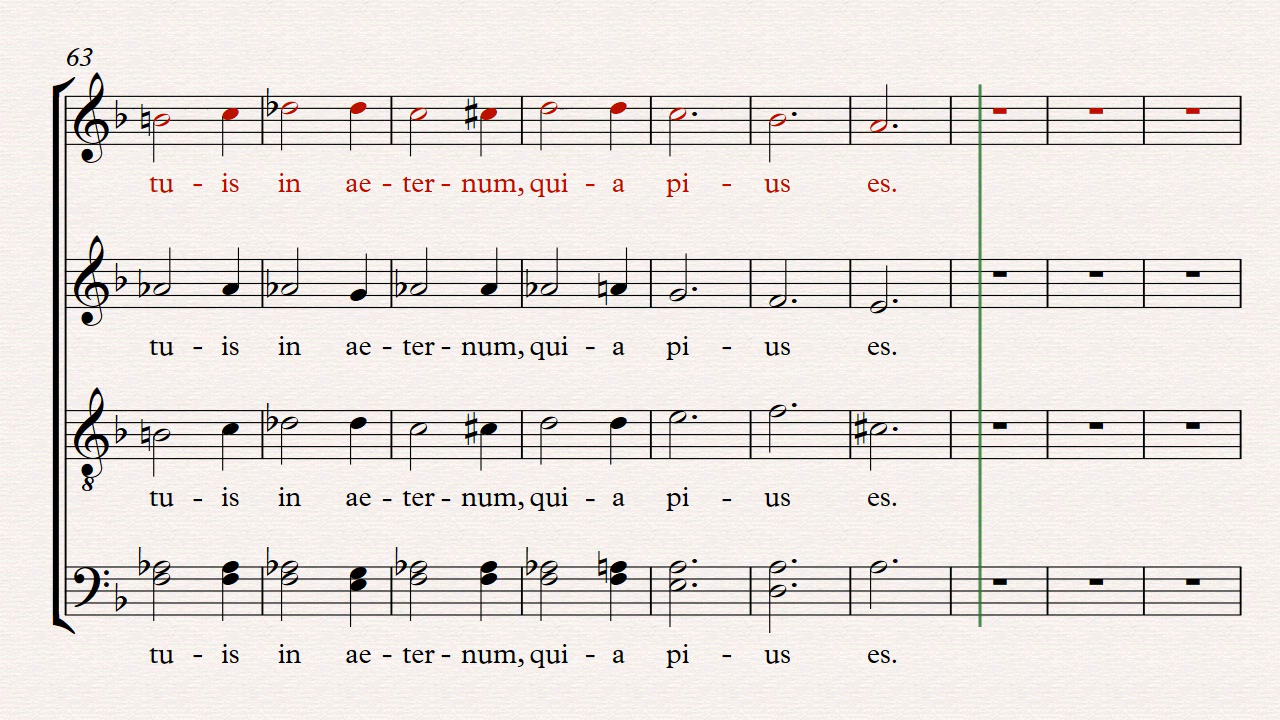 63
tu - is in ae - ter - num, qui - a pi - us es.
tu - is in ae - ter - num, qui - a pi - us es.
8
tu - is in ae - ter - num, qui - a pi - us es.
tu - is in ae - ter - num, qui - a pi - us es.